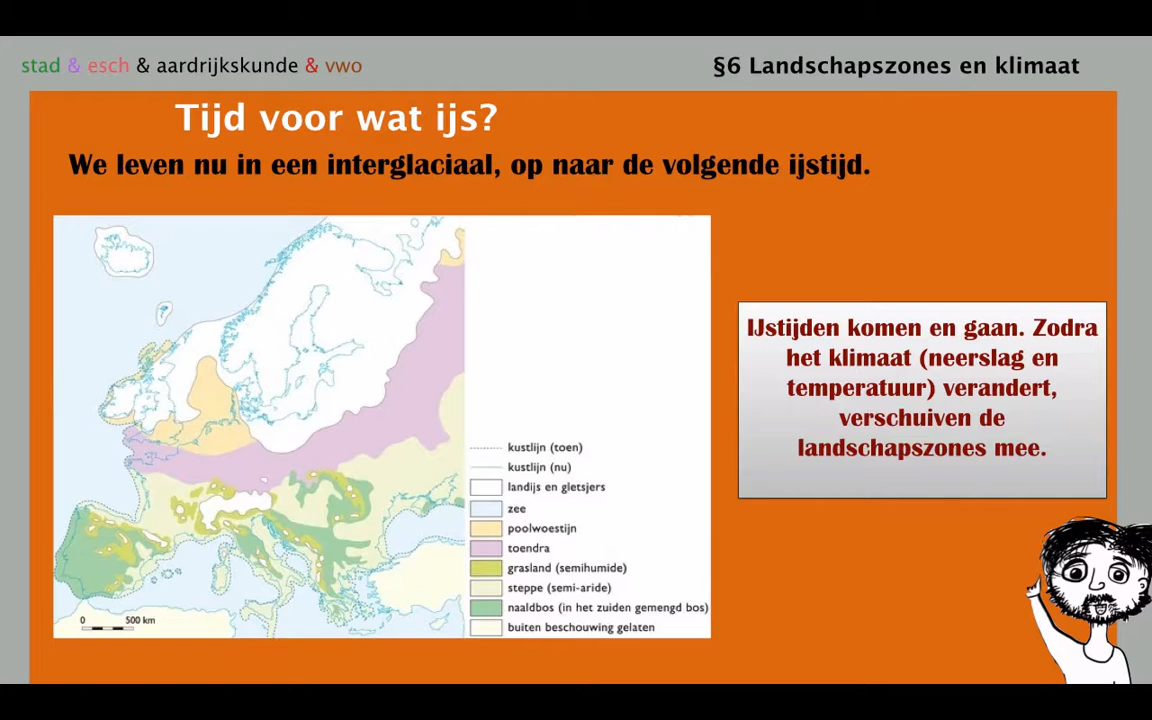 stad & esch & aardrijkskunde & vwo
§6 Landschapszones en klimaat
Tijd voor wat ijs?
We leven nu in een interglaciaal, op naar de volgende ijstijd.
IJstijden komen en gaan. Zodra
het klimaat (neerslag en
temperatuur) verandert,
verschuiven de
landschapszones mee.
kustlijn (toen)
kustlijn (nu)
landijs en gletsjers
zee
poolwoestijn
toendra
grasland (semihumide)
steppe (semi-aride)
naaldbos (in het zuiden gemengd bos)
buiten beschouwing gelaten
0 500 km